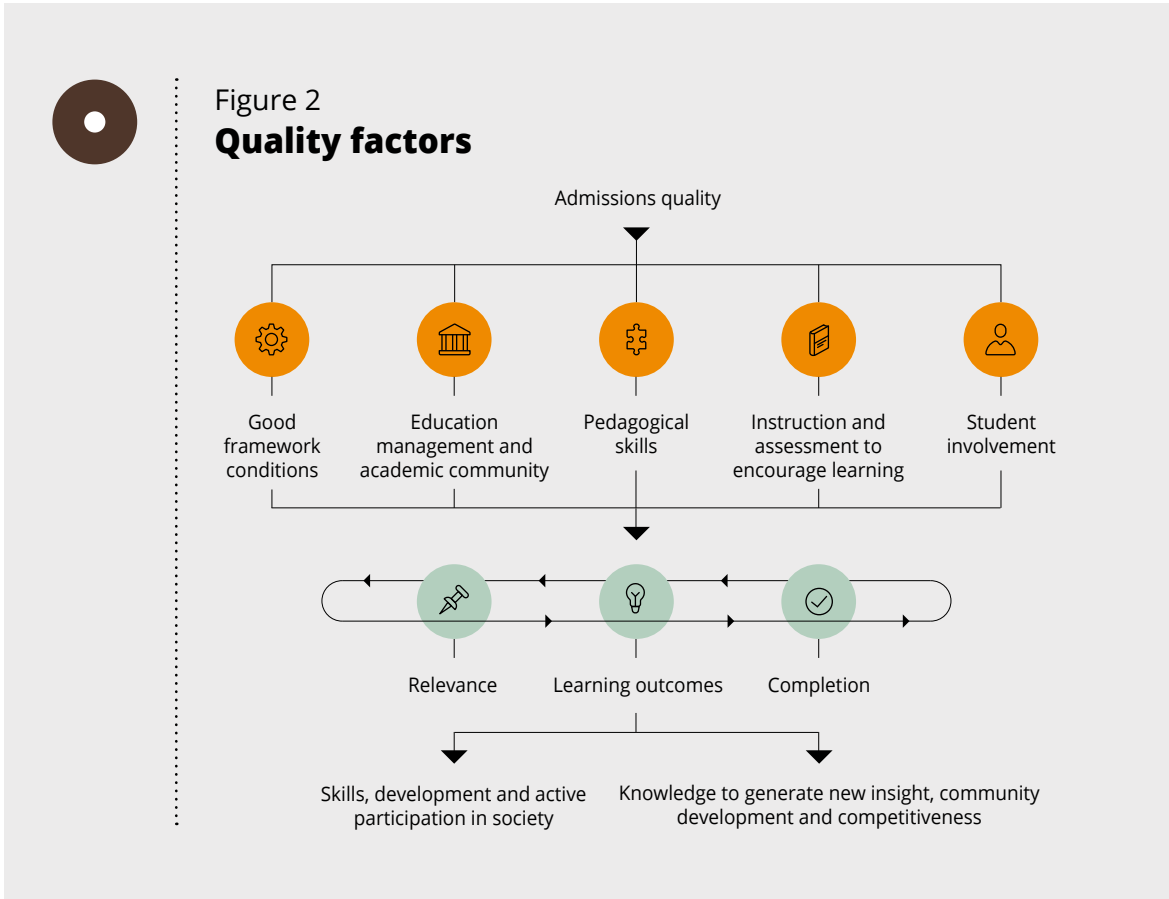 Figure 2
Quality factors
Admissions quality
Good
framework
conditions
Education
management and
academic community
Pedagogical
skills
Instruction and
assessment to
encourage learning
Student
involvement
Relevance
Learning outcomes
Completion
Skills, development and active
participation in society
Knowledge to generate new insight, community
development and competitiveness